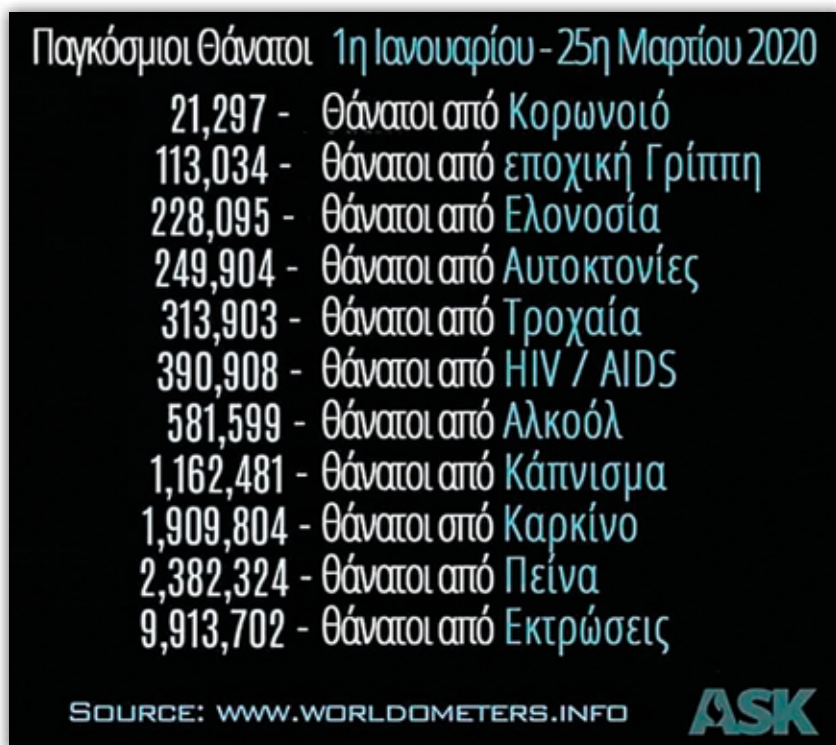 Παγκόσμιοι Θάνατοι 1η Ιανουαρίου - 25η Μαρτίου 2020
21,297 - Θάνατοι από Κορωνοιό
113,034 - θάνατοι από εποχική Γρίππη
228,095 - θάνατοι από Ελονοσία
249,904 - θάνατοι από Αυτοκτονίες
313,903 - θάνατοι από Τροχαία
390,908 - θάνατοι από HIV / AIDS
581,599 - θάνατοι από Αλκοόλ
1,162,481 - θάνατοι από Κάπνισμα
1,909,804 - θάνατοι οπό Καρκίνο
2,382,324 - θάνατοι από Πείνα
9,913,702 - θάνατοι από Εκτρώσεις
SOURCE: WWW.WORLDOMETERS.INFO
ASK